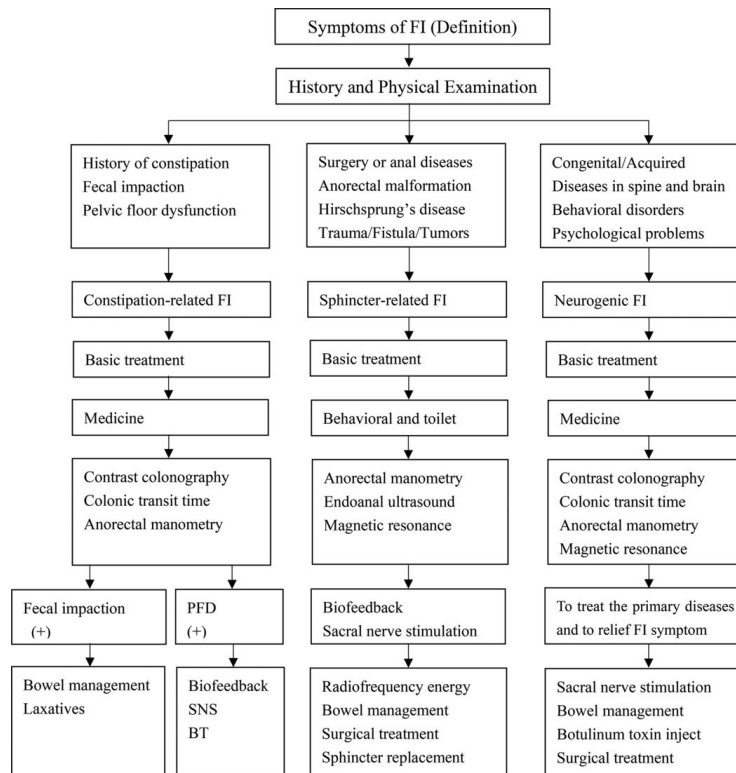 Symptoms of FI (Definition)
History and Physical Examination
History of constipation
Fecal impaction
Pelvic floor dysfunction
Surgery or anal diseases
Anorectal malformation
Hirschsprung's disease
Trauma/Fistula/Tumors
Congenital/Acquired
Diseases in spine and brain
Behavioral disorders
Psychological problems
Constipation-related FI
Sphincter-related FI
Neurogenic FI
Basic treatment
Basic treatment
Basic treatment
Medicine
Behavioral and toilet
Medicine
Contrast colonography
Colonic transit time
Anorectal manometry
Anorectal manometry
Endoanal ultrasound
Magnetic resonance
Contrast colonography
Colonic transit time
Anorectal manometry
Magnetic resonance
Fecal impaction
(+)
PFD
(+)
Biofeedback
Sacral nerve stimulation
To treat the primary diseases
and to relief FI symptom
Bowel management
Laxatives
Biofeedback
SNS
BT
Radiofrequency energy
Bowel management
Surgical treatment
Sphincter replacement
Sacral nerve stimulation
Bowel management
Botulinum toxin inject
Surgical treatment